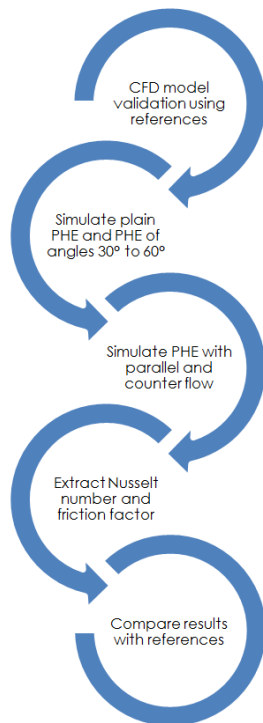 CFD model
validation using
references
Simulate plain
PHE and PHE of
angles 30° to 60°
Simulate PHE with
parallel and
counter flow
Extract Nusselt
number and
friction factor
Compare results
with references